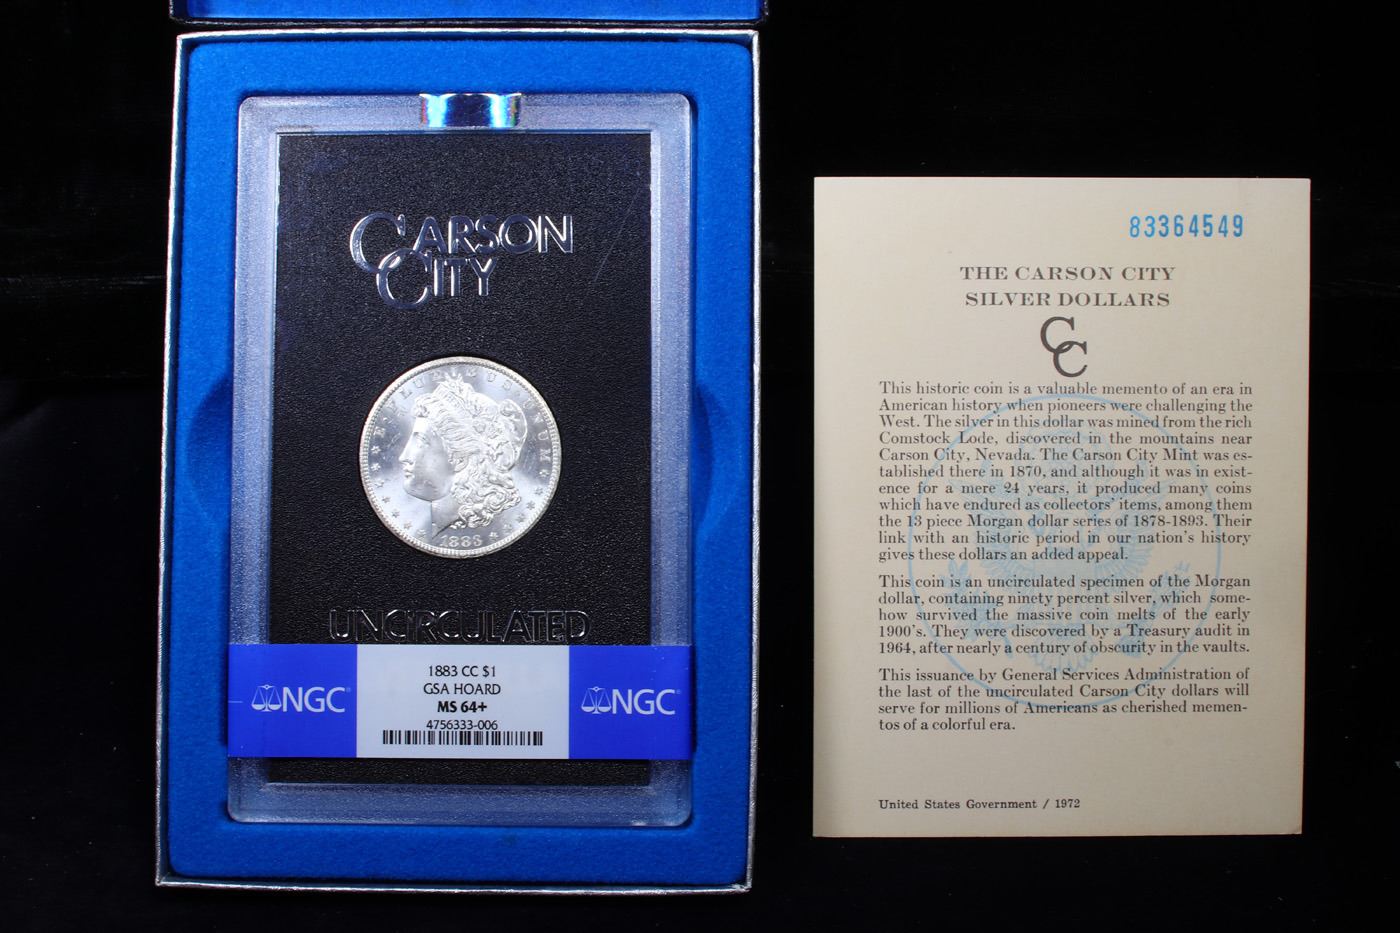 CARSON
CITY
E·PLURIBUS·UNUM
1883
UNCIRCULATED
NGC
1883 CC $1
GSA HOARD
MS 64+
4756333-006
NGC
83364549
THE CARSON CITY
SILVER DOLLARS
CC
This historic coin is a valuable memento of an era in
American history when pioneers were challenging the
West. The silver in this dollar was mined from the rich
Comstock Lode, discovered in the mountains near
Carson City, Nevada. The Carson City Mint was es-
tablished there in 1870, and although it was in exist-
ence for a mere 24 years, it produced many coins
which have endured as collectors' items, among them
the 13 piece Morgan dollar series of 1878-1893. Their
link with an historic period in our nation's history
gives these dollars an added appeal.
This coin is an uncirculated specimen of the Morgan
dollar, containing ninety percent silver, which some-
how survived the massive coin melts of the early
1900's. They were discovered by a Treasury audit in
1964, after nearly a century of obscurity in the vaults.
This issuance by General Services Administration of
the last of the uncirculated Carson City dollars will
serve for millions of Americans as cherished memen-
tos of a colorful era.
United States Government / 1972